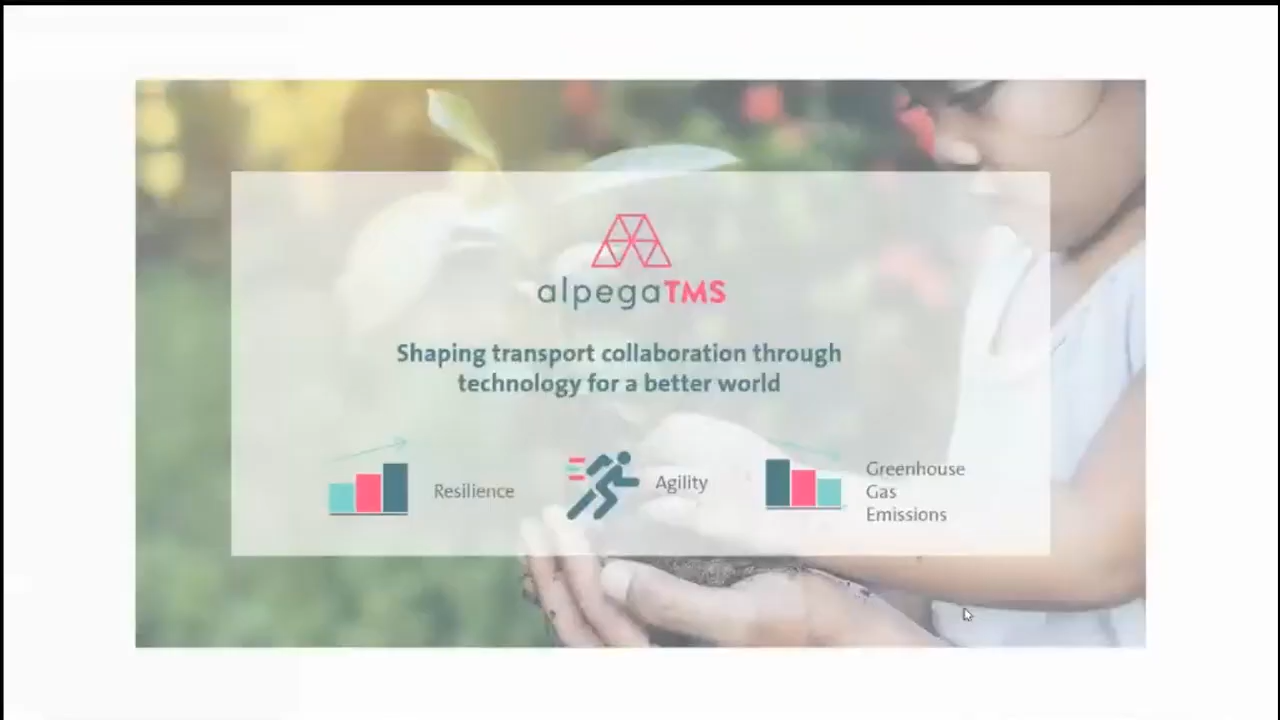 alpegaTMS
Shaping transport collaboration through
technology for a better world
Resilience
Agility
Greenhouse
Gas
Emissions